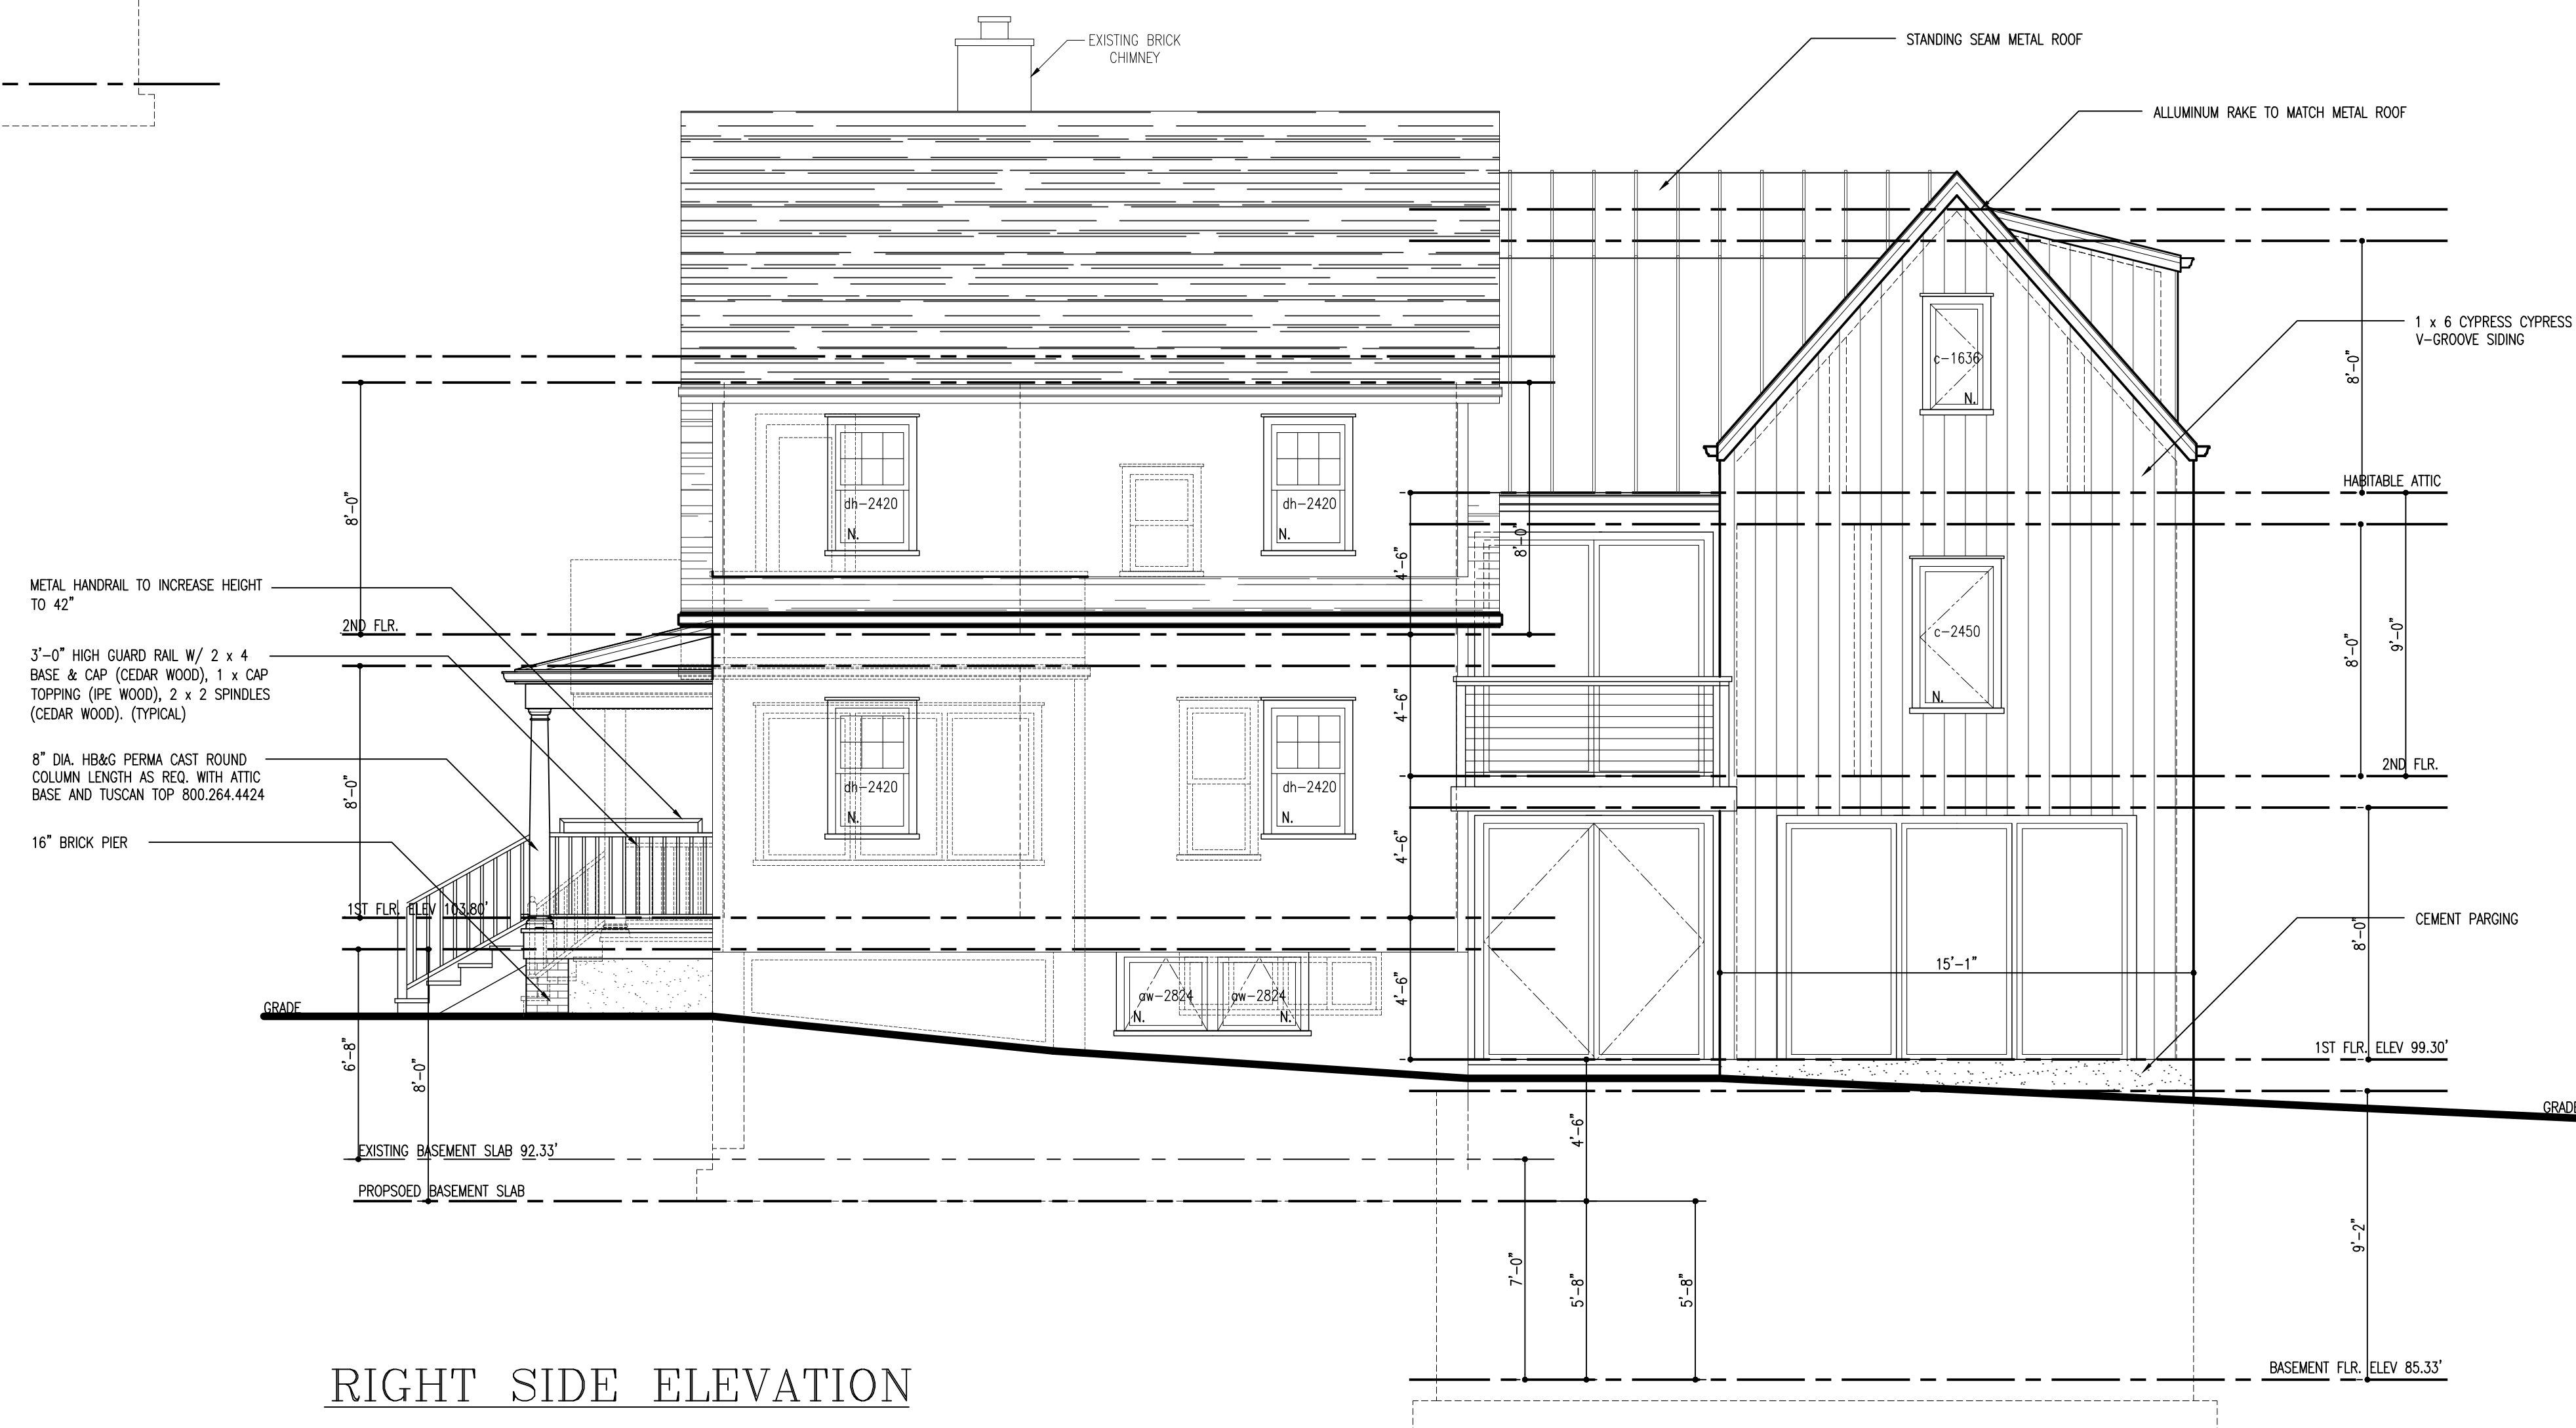 EXISTING BRICK
CHIMNEY
STANDING SEAM METAL ROOF
ALLUMINUM RAKE TO MATCH METAL ROOF
1 x 6 CYPRESS CYPRESS
V-GROOVE SIDING
c-1636
N.
8'-0"
HABITABLE ATTIC
8'-0"
dh-2420
N.
dh-2420
N.
4'-6"
8'-0"
METAL HANDRAIL TO INCREASE HEIGHT
TO 42"
2ND FLR.
3'-0" HIGH GUARD RAIL W/ 2 x 4
BASE & CAP (CEDAR WOOD), 1 x CAP
TOPPING (IPE WOOD), 2 x 2 SPINDLES
(CEDAR WOOD). (TYPICAL)
c-2450
N.
8'-0"
9'-0"
4'-6"
8" DIA. HB&G PERMA CAST ROUND
COLUMN LENGTH AS REQ. WITH ATTIC
BASE AND TUSCAN TOP 800.264.4424
8'-0"
dh-2420
N.
dh-2420
N.
2ND FLR.
16" BRICK PIER
4'-6"
1ST FLR. ELEV 103.80'
CEMENT PARGING
8'-0"
15'-1"
4'-6"
aw-2824
N.
aw-2824
N.
GRADE
6'-8"
8'-0"
1ST FLR. ELEV 99.30'
GRADE
4'-6"
EXISTING BASEMENT SLAB 92.33'
PROPSOED BASEMENT SLAB
7'-0"
5'-8"
5'-8"
9'-2"
BASEMENT FLR. ELEV 85.33'
RIGHT SIDE ELEVATION